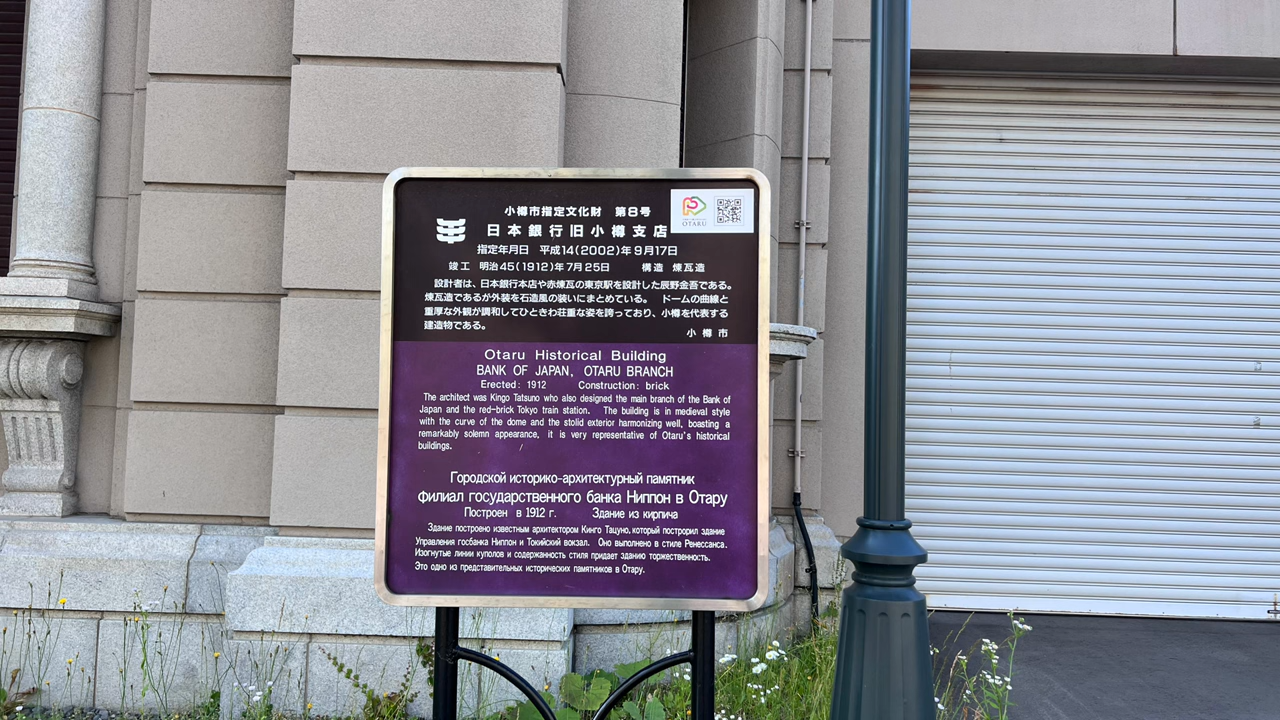 小樽市指定文化財 第8号
日本銀行旧小樽支店
指定年月日 平成14(2002)年9月17日
竣工 明治45(1912)年7月25日 構造 煉瓦造
設計者は、日本銀行本店や赤煉瓦の東京駅を設計した辰野金吾である。
煉瓦造であるが外装を石造風の装いにまとめている。 ドームの曲線と
重厚な外観が調和してひときわ荘重な姿を誇っており、小樽を代表する
建造物である。
小樽市
OTARU
Otaru Historical Building
BANK OF JAPAN, OTARU BRANCH
Erected: 1912 Construction: brick
The architect was Kingo Tatsuno who also designed the main branch of the Bank of
Japan and the red-brick Tokyo train station. The building is in medieval style
with the curve of the dome and the stolid exterior harmonizing well, boasting a
remarkably solemn appearance, it is very representative of Otaru's historical
buildings.
Городской историко-архитектурный памятник
филиал государственного банка Ниппон в Отару
Построен в 1912 г. Здание из кирпича
Здание построено известным архитектором Кинго Тацуно, который построрил здание
Управления госбанка Ниппон и Токийский вокзал. Оно выполнено в стиле Ренессанса.
Изогнутые линии куполов и содержанность стиля придает зданию торжественность.
Это одно из представительных исторических памятников в Отару.